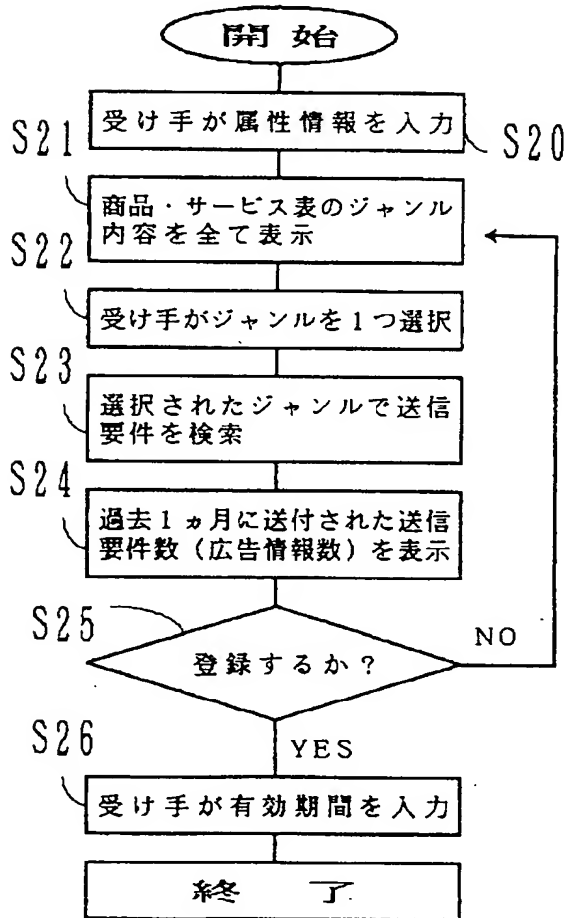 開始
受け手が属性情報を入力
S20
S21
商品・サービス表のジャンル
内容を全て表示
S22
受け手がジャンルを1つ選択
S23
選択されたジャンルで送信
要件を検索
S24
過去1ヵ月に送付された送信
要件数（広告情報数）を表示
S25
登録するか？
NO
YES
S26
受け手が有効期間を入力
終了